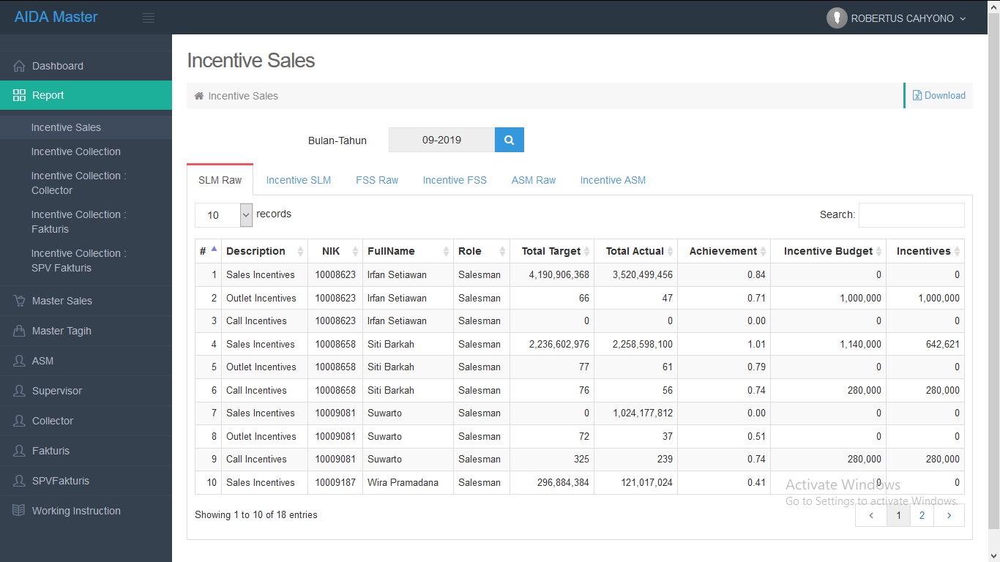 AIDA Master
ROBERTUS CAHYONO
Dashboard
Report
Incentive Sales
Incentive Collection
Incentive Collection :
Collector
Incentive Collection :
Fakturis
Incentive Collection :
SPV Fakturis
Master Sales
Master Tagih
ASM
Supervisor
Collector
Fakturis
SPVFakturis
Working Instruction
Incentive Sales
Incentive Sales
Download
Bulan-Tahun 09-2019
SLM Raw Incentive SLM FSS Raw Incentive FSS ASM Raw Incentive ASM
10 records Search:
# Description NIK FullName Role Total Target Total Actual Achievement Incentive Budget Incentives
1 Sales Incentives 10008623 Irfan Setiawan Salesman 4,190,906,368 3,520,499,456 0.84 0 0
2 Outlet Incentives 10008623 Irfan Setiawan Salesman 66 47 0.71 1,000,000 1,000,000
3 Call Incentives 10008623 Irfan Setiawan Salesman 0 0 0.00 0 0
4 Sales Incentives 10008658 Siti Barkah Salesman 2,236,602,976 2,258,598,100 1.01 1,140,000 642,621
5 Outlet Incentives 10008658 Siti Barkah Salesman 77 61 0.79 0 0
6 Call Incentives 10008658 Siti Barkah Salesman 76 56 0.74 280,000 280,000
7 Sales Incentives 10009081 Suwarto Salesman 0 1,024,177,812 0.00 0 0
8 Outlet Incentives 10009081 Suwarto Salesman 72 37 0.51 0 0
9 Call Incentives 10009081 Suwarto Salesman 325 239 0.74 280,000 280,000
10 Sales Incentives 10009187 Wira Pramadana Salesman 296,884,384 121,017,024 0.41 0 0
Activate Windows
Go to Settings to activate Windows.
Showing 1 to 10 of 18 entries
‹ 1 2 ›